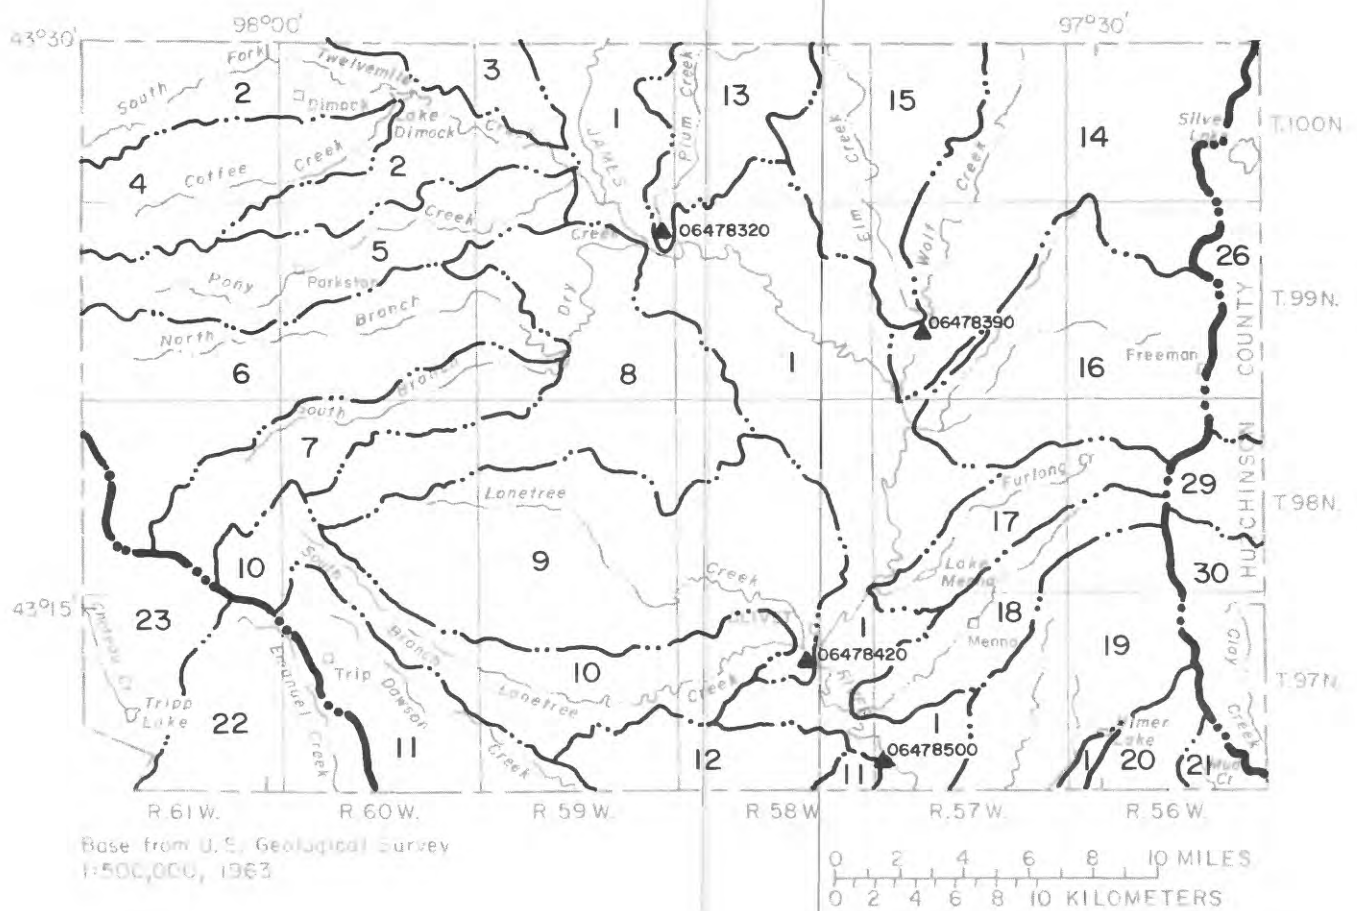 98°00' 97°30'
43°30'
South Fork Twelvemile Creek
3
13
15
14
2
Dimock
Lake Dimock
1
JAMES
Plum Creek
Elm Creek
Wolf Creek
Silver Lake
T.100N.
4
Coffee Creek
2
06478320
Creek
Creek
5
26
Pony
Parkston
Dry
T.99N.
North Branch
06478390
Freeman
6
8
1
16
South Branch
7
HUTCHINSON COUNTY
Furlong Cr
29
Lonetree
17
T.98N.
10
9
Creek
Lake Menno
30
43°15'
23
South Branch
18
1
Menno
Clay Creek
06478420
19
Emanuel Creek
Tripp
10
Lonetree Creek
T.97N.
Tripp Lake
Dawson Creek
22
RIVER
1
Lake
11
12
06478500
11
1
20
21
Cr
R.61W. R.60W. R.59W. R.58W R.57W. R.56W.
Base from U.S. Geological Survey
1:500,000, 1963
0 2 4 6 8 10 MILES
0 2 4 6 8 10 KILOMETERS